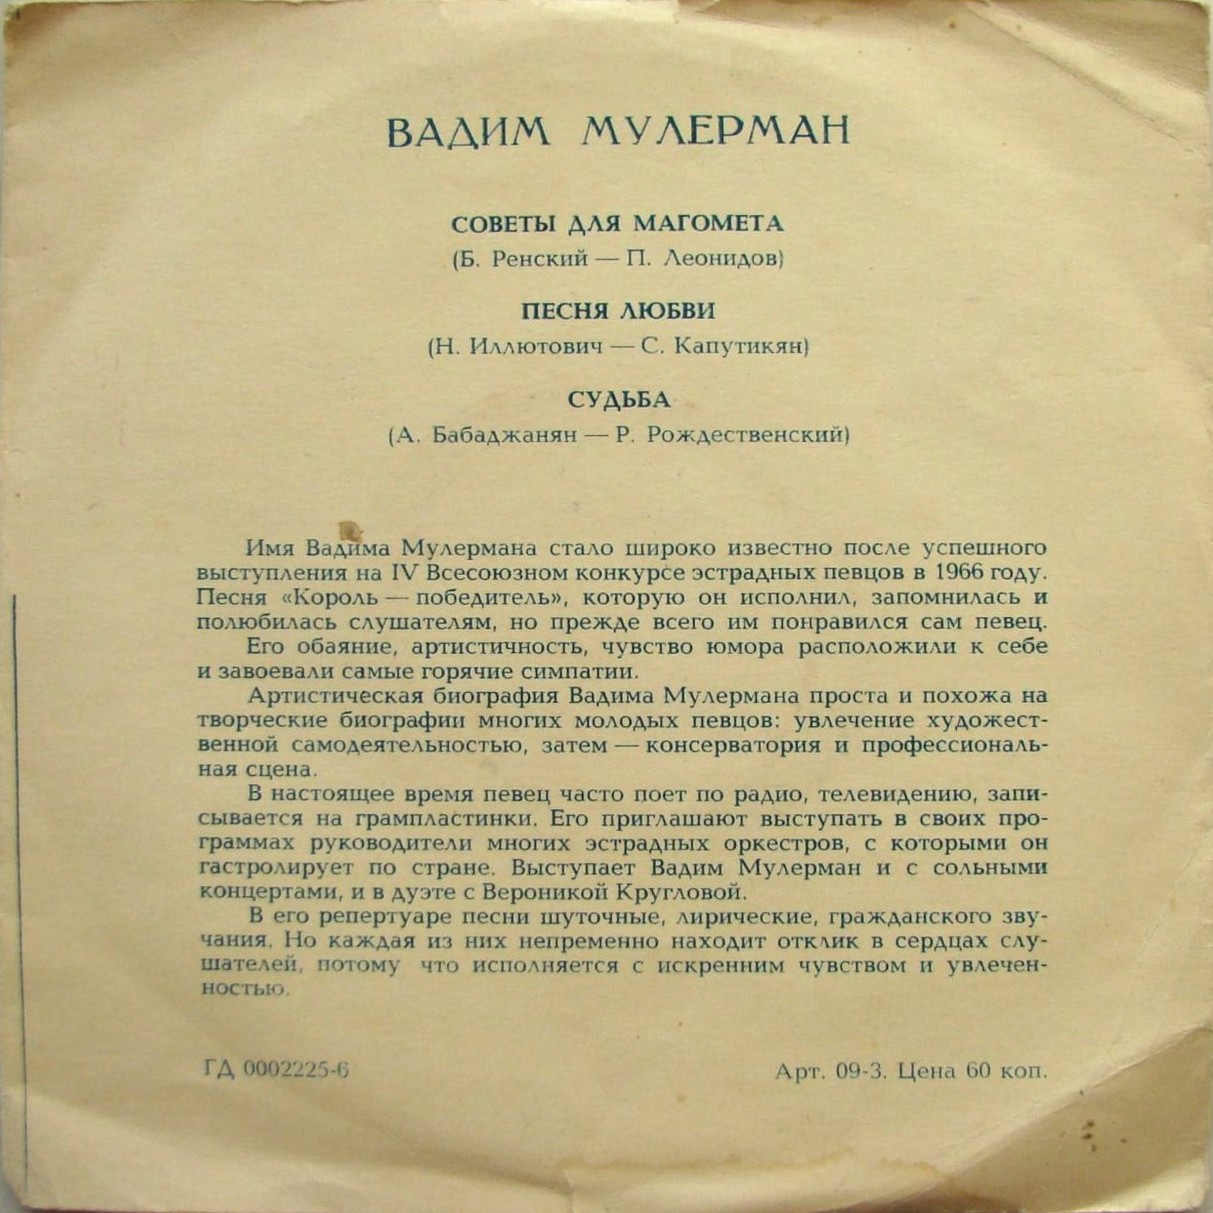 ВАДИМ МУЛЕРМАН
СОВЕТЫ ДЛЯ МАГОМЕТА
(Б. Ренский — П. Леонидов)
ПЕСНЯ ЛЮБВИ
(Н. Иллютович — С. Капутикян)
СУДЬБА
(А. Бабаджанян — Р. Рождественский)
Имя Вадима Мулермана стало широко известно после успешного
выступления на IV Всесоюзном конкурсе эстрадных певцов в 1966 году.
Песня «Король — победитель», которую он исполнил, запомнилась и
полюбилась слушателям, но прежде всего им понравился сам певец.
Его обаяние, артистичность, чувство юмора расположили к себе
и завоевали самые горячие симпатии.
Артистическая биография Вадима Мулермана проста и похожа на
творческие биографии многих молодых певцов: увлечение художест-
венной самодеятельностью, затем — консерватория и профессиональ-
ная сцена.
В настоящее время певец часто поет по радио, телевидению, запи-
сывается на грампластинки. Его приглашают выступать в своих про-
граммах руководители многих эстрадных оркестров, с которыми он
гастролирует по стране. Выступает Вадим Мулерман и с сольными
концертами, и в дуэте с Вероникой Кругловой.
В его репертуаре песни шуточные, лирические, гражданского зву-
чания. Но каждая из них непременно находит отклик в сердцах слу-
шателей, потому что исполняется с искренним чувством и увлечен-
ностью.
ГД 0002225-6
Арт. 09-3. Цена 60 коп.